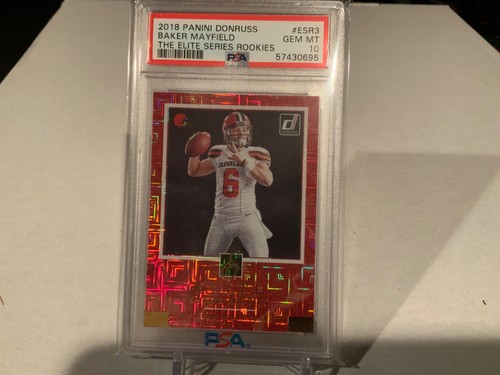 2018 PANINI DONRUSS #ESR3
BAKER MAYFIELD GEM MT
THE ELITE SERIES ROOKIES 10
PSA 57430695
d
CLEVELAND
6
PSA